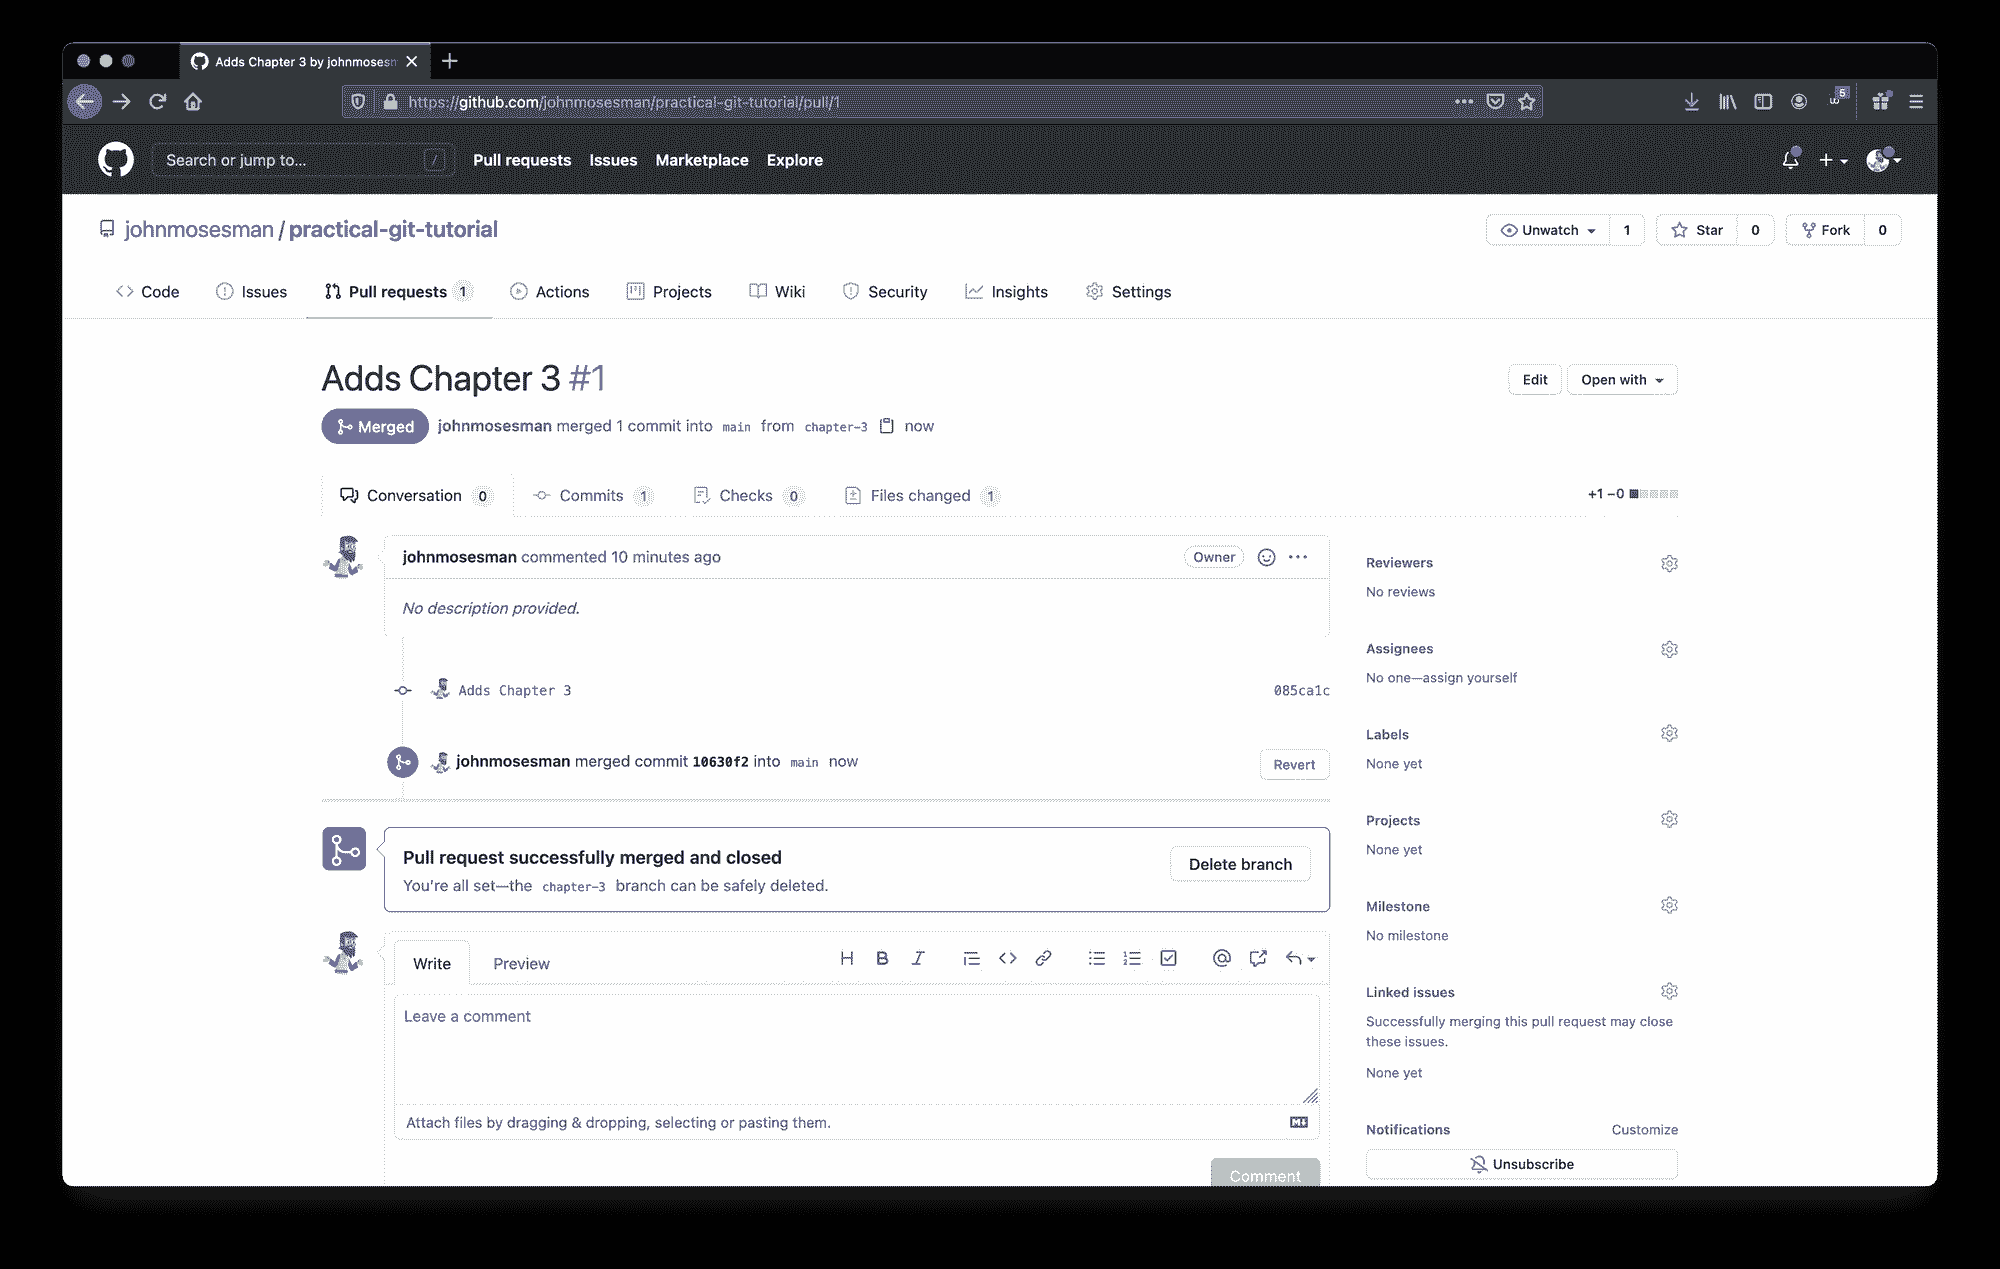 Adds Chapter 3 by johnmosesm
https://github.com/johnmosesman/practical-git-tutorial/pull/1
5
Search or jump to... /
Pull requests Issues Marketplace Explore
johnmosesman / practical-git-tutorial
Unwatch 1 Star 0 Fork 0
Code Issues Pull requests 1 Actions Projects Wiki Security Insights Settings
Adds Chapter 3 #1
Edit Open with
Merged johnmosesman merged 1 commit into main from chapter-3 now
Conversation 0 Commits 1 Checks 0 Files changed 1
+1 −0
johnmosesman commented 10 minutes ago Owner
No description provided.
Adds Chapter 3 085ca1c
johnmosesman merged commit 10630f2 into main now Revert
Pull request successfully merged and closed
You're all set—the chapter-3 branch can be safely deleted.
Delete branch
Write Preview
Leave a comment
Attach files by dragging & dropping, selecting or pasting them.
Comment
Reviewers
No reviews
Assignees
No one—assign yourself
Labels
None yet
Projects
None yet
Milestone
No milestone
Linked issues
Successfully merging this pull request may close
these issues.
None yet
Notifications Customize
Unsubscribe